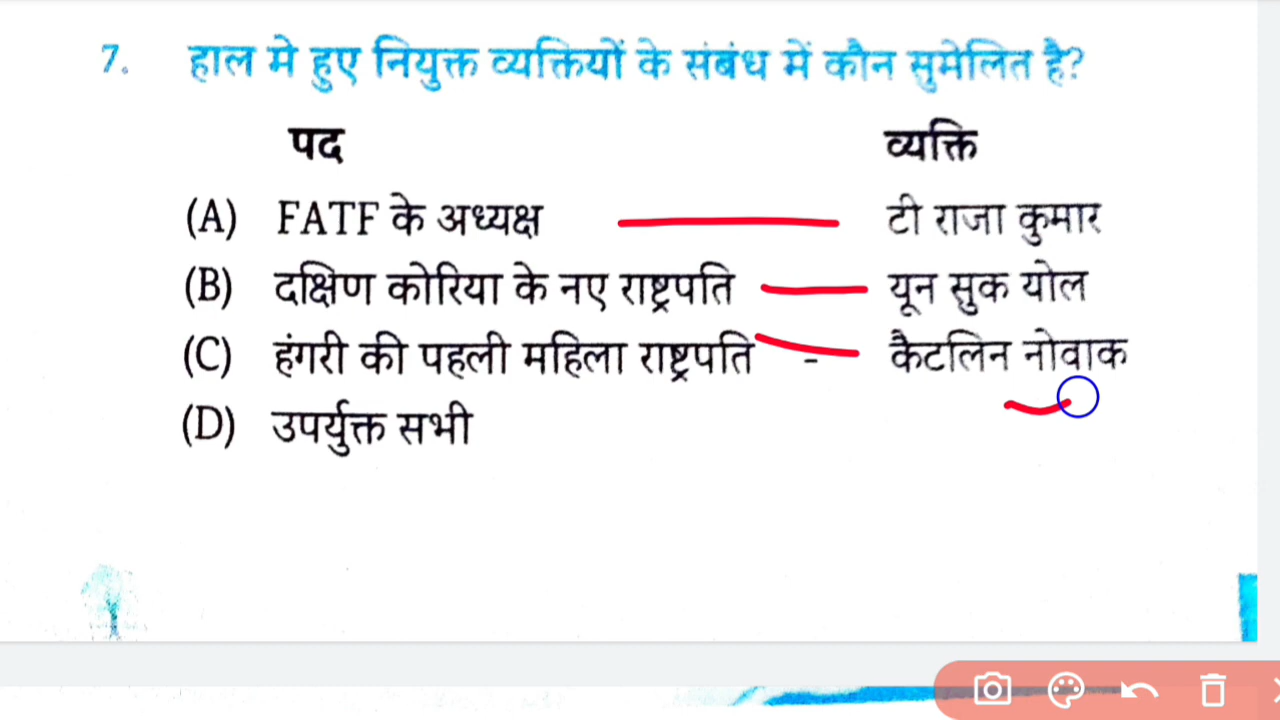 7. हाल मे हुए नियुक्त व्यक्तियों के संबंध में कौन सुमेलित है?
पद व्यक्ति
(A) FATF के अध्यक्ष टी राजा कुमार
(B) दक्षिण कोरिया के नए राष्ट्रपति यून सुक योल
(C) हंगरी की पहली महिला राष्ट्रपति - कैटलिन नोवाक
(D) उपर्युक्त सभी